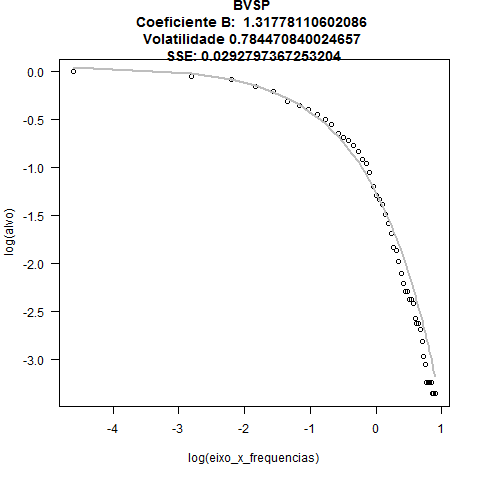 BVSP
Coeficiente B:  1.31778110602086
Volatilidade 0.784470840024657
SSE: 0.0292797367253204
0.0
-0.5
-1.0
-1.5
-2.0
-2.5
-3.0
log(alvo)
-4
-3
-2
-1
0
1
log(eixo_x_frequencias)